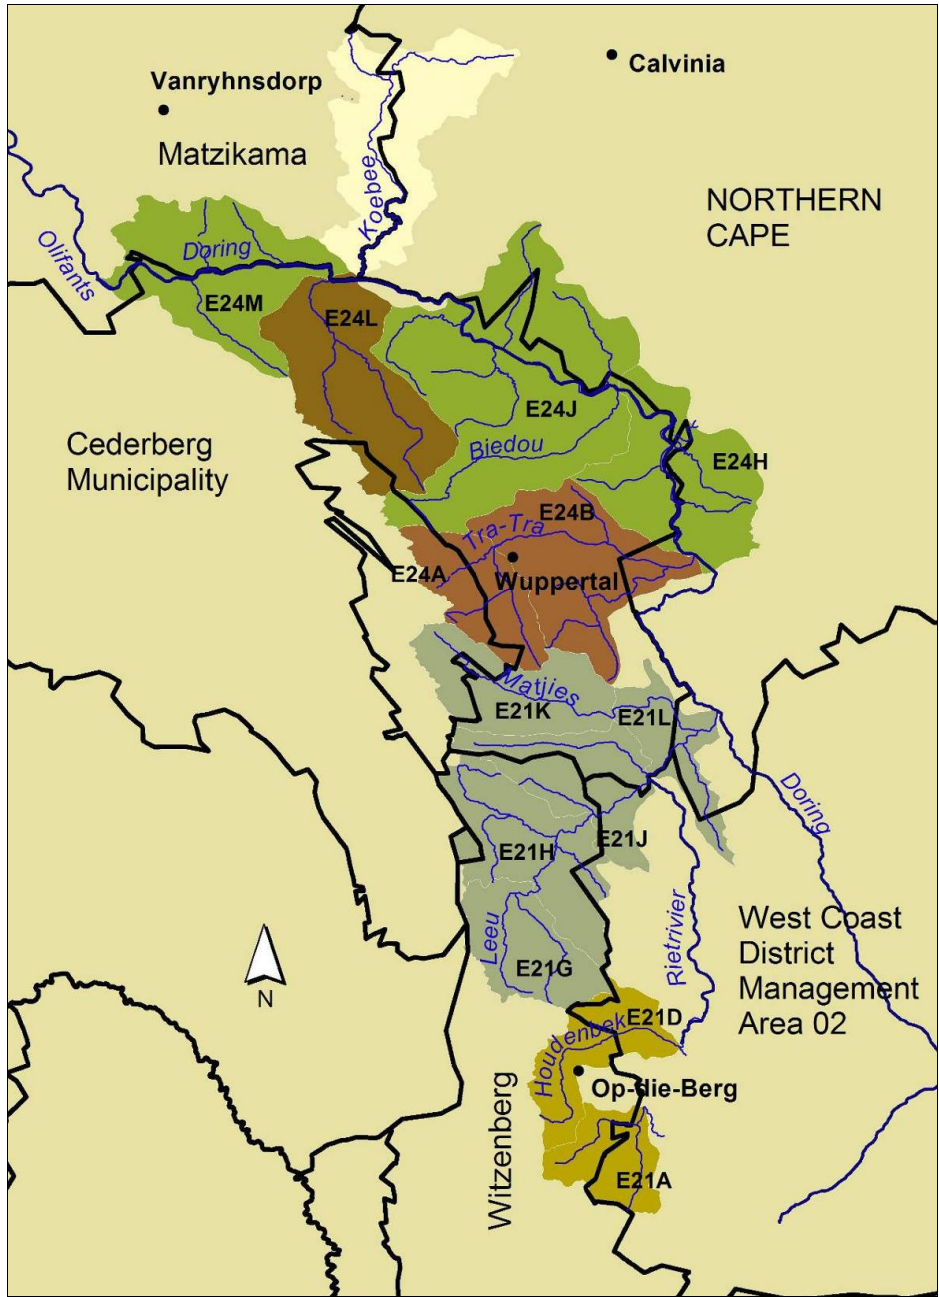 Calvinia
Vanryhnsdorp
Matzikama
Koebee
NORTHERN
CAPE
Olifants
Doring
E24M
E24L
E24J
Cederberg
Municipality
Biedou
E24H
E24B
Tra-Tra
E24A
Wuppertal
Matjies
E21K
E21L
Doring
E21J
E21H
Leeu
Rietrivier
West Coast
District
Management
Area 02
E21G
N
E21D
Houdenbek
Op-die-Berg
Witzenberg
E21A